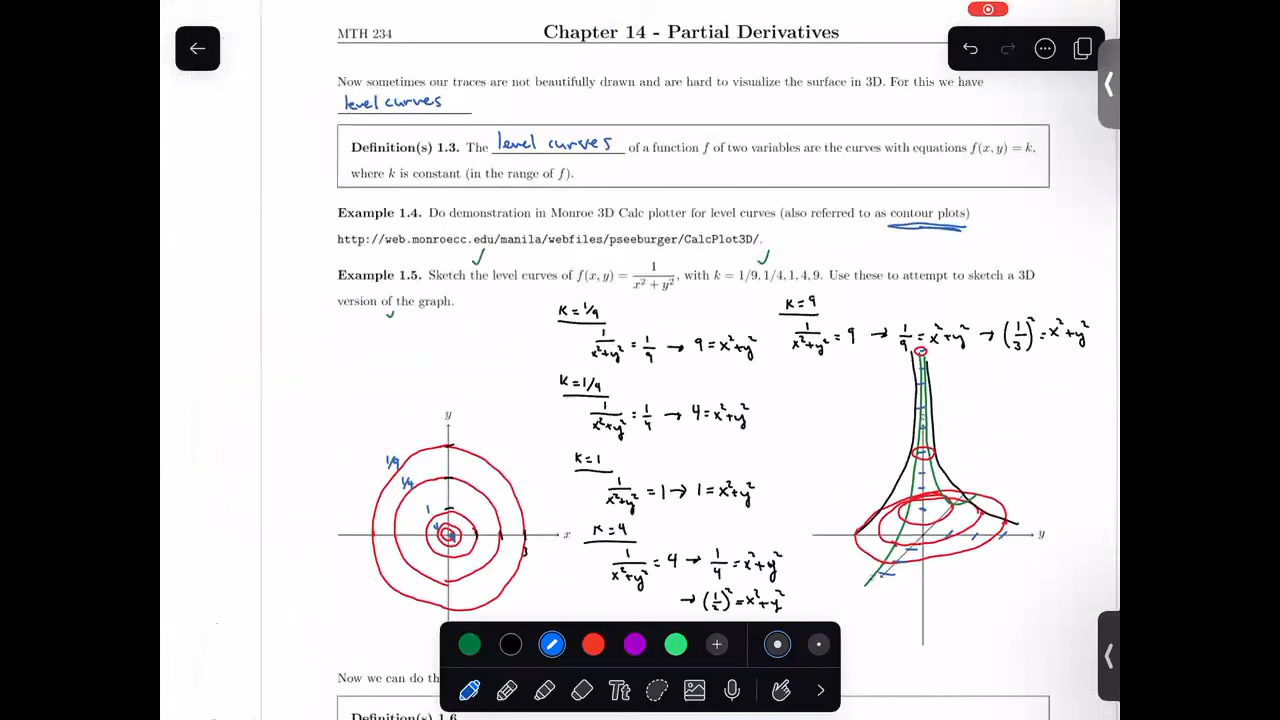 MTH 234
Chapter 14 - Partial Derivatives
Now sometimes our traces are not beautifully drawn and are hard to visualize the surface in 3D. For this we have
level curves
Definition(s) 1.3. The level curves of a function f of two variables are the curves with equations f(x, y) = k,
where k is constant (in the range of f).
Example 1.4. Do demonstration in Monroe 3D Calc plotter for level curves (also referred to as contour plots)
http://web.monroecc.edu/manila/webfiles/pseeburger/CalcPlot3D/.
Example 1.5. Sketch the level curves of f(x, y) = 1/(x² + y²), with k = 1/9, 1/4, 1, 4, 9. Use these to attempt to sketch a 3D
version of the graph.
K = 1/9
1/(x²+y²) = 1/9 → 9 = x²+y²
K = 1/4
1/(x²+y²) = 1/4 → 4 = x²+y²
K = 1
1/(x²+y²) = 1 → 1 = x²+y²
K = 4
1/(x²+y²) = 4 → 1/4 = x²+y²
→ (1/2)² = x²+y²
K = 9
1/(x²+y²) = 9 → 1/9 = x²+y² → (1/3)² = x²+y²
y
1/9
1/4
1
4
9
x
3
y
Tt
Now we can do th
Definition(s) 1.6